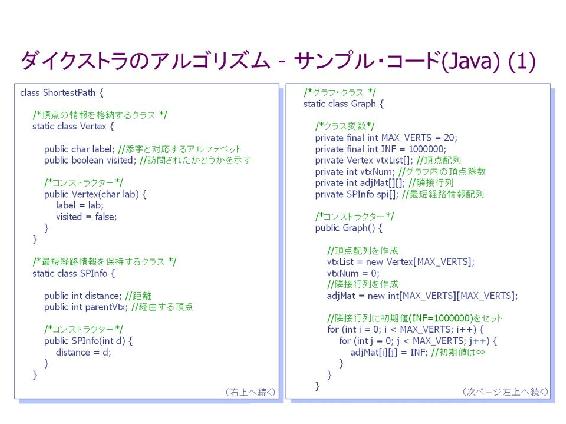 ダイクストラのアルゴリズム - サンプル・コード(Java) (1)
class ShortestPath {
/*頂点の情報を格納するクラス */
static class Vertex {
public char label; //添字と対応するアルファベット
public boolean visited; //訪問されたかどうかを示す
/*コンストラクター*/
public Vertex(char lab) {
label = lab;
visited = false;
}
}
/*最短経路情報を保持するクラス */
static class SPInfo {
public int distance; //距離
public int parentVtx; //経由する頂点
/*コンストラクター*/
public SPInfo(int d) {
distance = d;
}
}
(右上へ続く)
/*グラフ・クラス */
static class Graph {
/*クラス変数*/
private final int MAX_VERTS = 20;
private final int INF = 1000000;
private Vertex vtxList[]; //頂点配列
private int vtxNum; //グラフ内の頂点総数
private int adjMat[][]; //隣接行列
private SPInfo spi[]; //最短経路情報配列
/*コンストラクター*/
public Graph() {
//頂点配列を作成
vtxList = new Vertex[MAX_VERTS];
vtxNum = 0;
//隣接行列を作成
adjMat = new int[MAX_VERTS][MAX_VERTS];
//隣接行列に初期値(INF=1000000)をセット
for (int i = 0; i < MAX_VERTS; i++) {
for (int j = 0; j < MAX_VERTS; j++) {
adjMat[i][j] = INF; //初期値は∞
}
}
}
(次ページ左上へ続く)